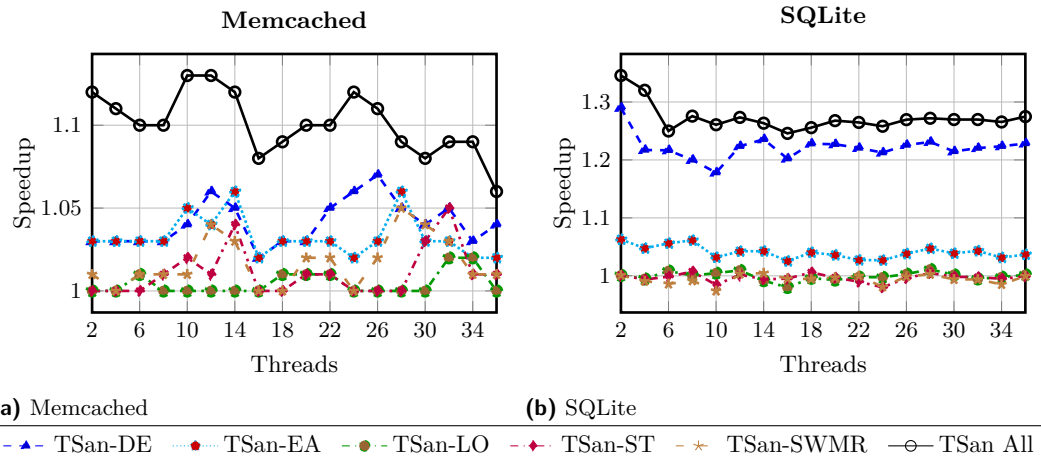 Memcached
SQLite
Speedup
1.1
1.05
1
2 6 10 14 18 22 26 30 34
Threads
Speedup
1.3
1.2
1.1
1
2 6 10 14 18 22 26 30 34
Threads
a) Memcached
(b) SQLite
TSan-DE TSan-EA TSan-LO TSan-ST TSan-SWMR TSan All